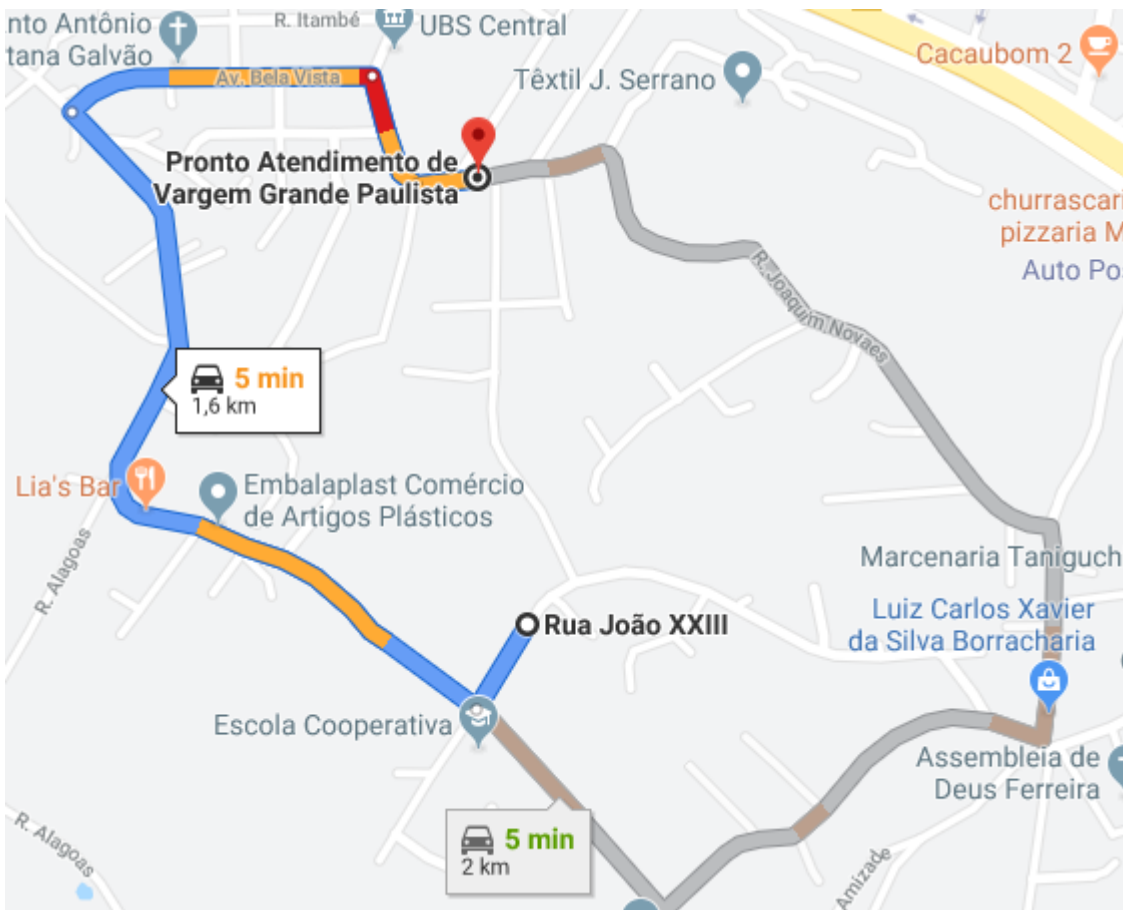 nto Antônio
tana Galvão
R. Itambé
UBS Central
Cacaubom 2
Av. Bela Vista
Têxtil J. Serrano
Pronto Atendimento de
Vargem Grande Paulista
churrascari
pizzaria M
Auto Pos
R. Joaquim Novaes
5 min
1,6 km
Lia's Bar
Embalaplast Comércio
de Artigos Plásticos
R. Alagoas
Marcenaria Taniguch
Luiz Carlos Xavier
da Silva Borracharia
Rua João XXIII
Escola Cooperativa
Assembleia de
Deus Ferreira
R. Alagoas
5 min
2 km
Amizade